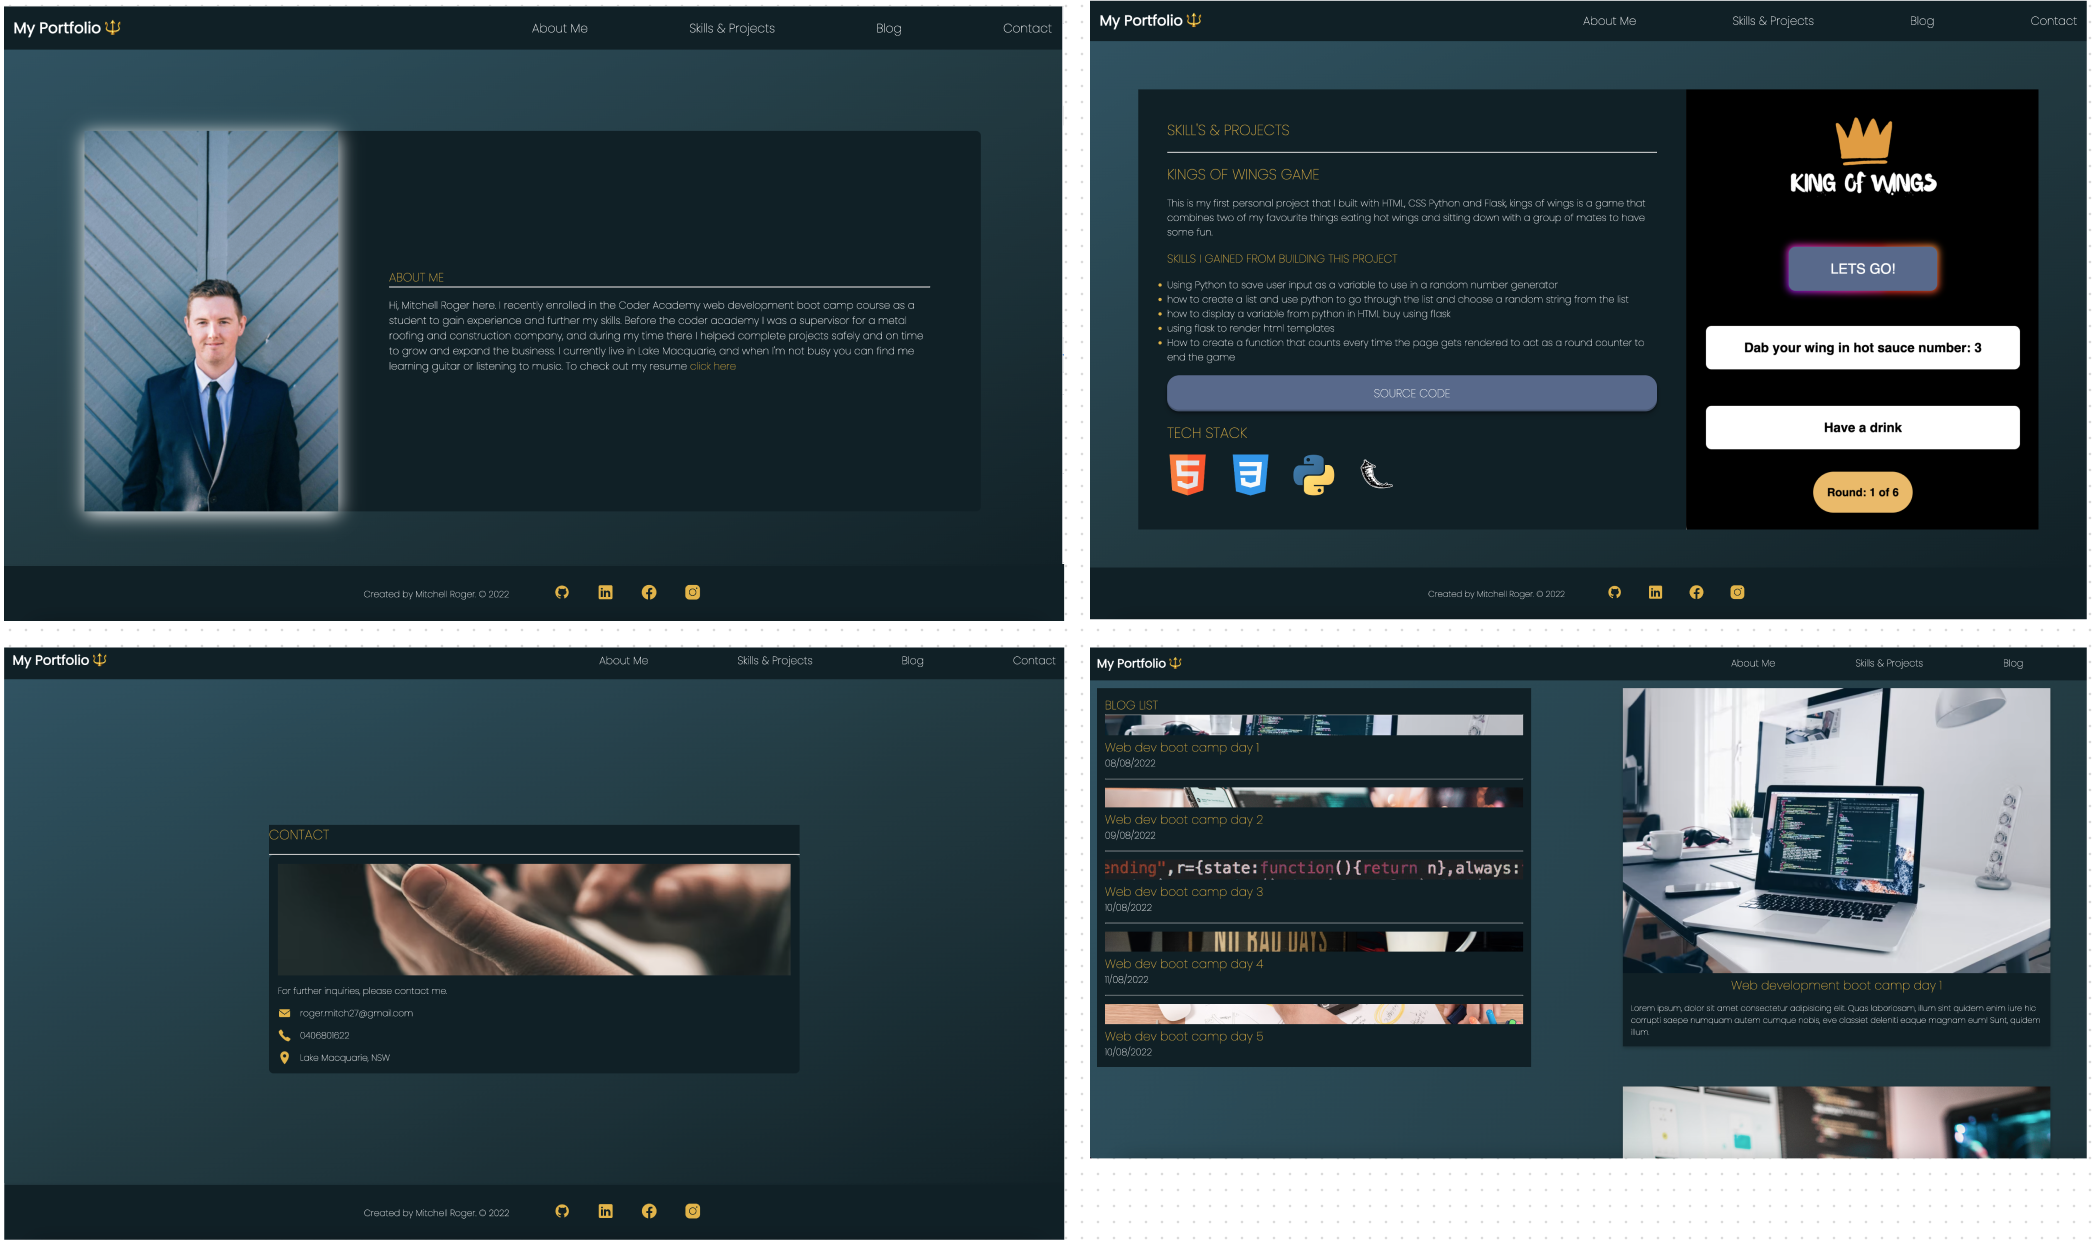 My Portfolio
About Me
Skills & Projects
Blog
Contact
ABOUT ME
Hi, Mitchell Roger here. I recently enrolled in the Coder Academy web development boot camp course as a
student to gain experience and further my skills. Before the coder academy I was a supervisor for a metal
roofing and construction company, and during my time there I helped complete projects safely and on time
to grow and expand the business. I currently live in Lake Macquarie, and when I'm not busy you can find me
learning guitar or listening to music. To check out my resume click here
Created by Mitchell Roger. © 2022
My Portfolio
About Me
Skills & Projects
Blog
Contact
SKILL'S & PROJECTS
KINGS OF WINGS GAME
This is my first personal project that I built with HTML, CSS Python and Flask, kings of wings is a game that
combines two of my favourite things eating hot wings and sitting down with a group of mates to have
some fun.
SKILLS I GAINED FROM BUILDING THIS PROJECT
Using Python to save user input as a variable to use in a random number generator
how to create a list and use python to go through the list and choose a random string from the list
how to display a variable from python in HTML buy using flask
using flask to render html templates
How to create a function that counts every time the page gets rendered to act as a round counter to
end the game
SOURCE CODE
TECH STACK
KING Of WINGS
LETS GO!
Dab your wing in hot sauce number: 3
Have a drink
Round: 1 of 6
Created by Mitchell Roger. © 2022
My Portfolio
About Me
Skills & Projects
Blog
Contact
CONTACT
For further inquiries, please contact me.
roger.mitch27@gmail.com
0406801622
Lake Macquarie, NSW
Created by Mitchell Roger. © 2022
My Portfolio
About Me
Skills & Projects
Blog
BLOG LIST
Web dev boot camp day 1
08/08/2022
Web dev boot camp day 2
09/08/2022
ending",r={state:function(){return n},always:
Web dev boot camp day 3
10/08/2022
NO BAD DAYS
Web dev boot camp day 4
11/08/2022
Web dev boot camp day 5
10/08/2022
Web development boot camp day 1
Lorem ipsum, dolor sit amet consectetur adipisicing elit. Quas laboriosam, illum sint quidem enim iure hic
corrupti saepe numquam autem cumque nobis, eve classiet deleniti eaque magnam eum! Sunt, quidem
illum.